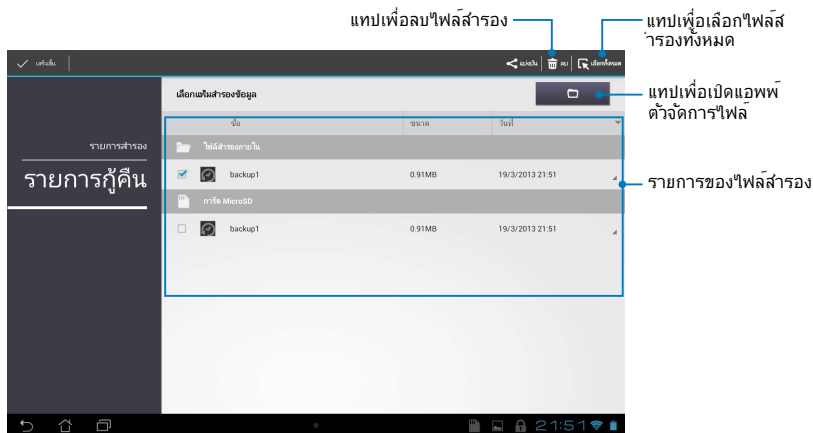 แทปเพื่อลบไฟล์สำรอง
แทปเพื่อเลือกไฟล์ส
ำรองทั้งหมด
เสร็จสิ้น
แบ่งปัน
ลบ
เลือกทั้งหมด
เลือกแฟ้มสำรองข้อมูล
แทปเพื่อเปิดแอพพ์
ตัวจัดการไฟล์
ชื่อ ขนาด วันที่
รายการสำรอง
ไฟล์สำรองภายใน
รายการกู้คืน
backup1 0.91MB 19/3/2013 21:51
รายการของไฟล์สำรอง
การ์ด MicroSD
backup1 0.91MB 19/3/2013 21:51
21:51